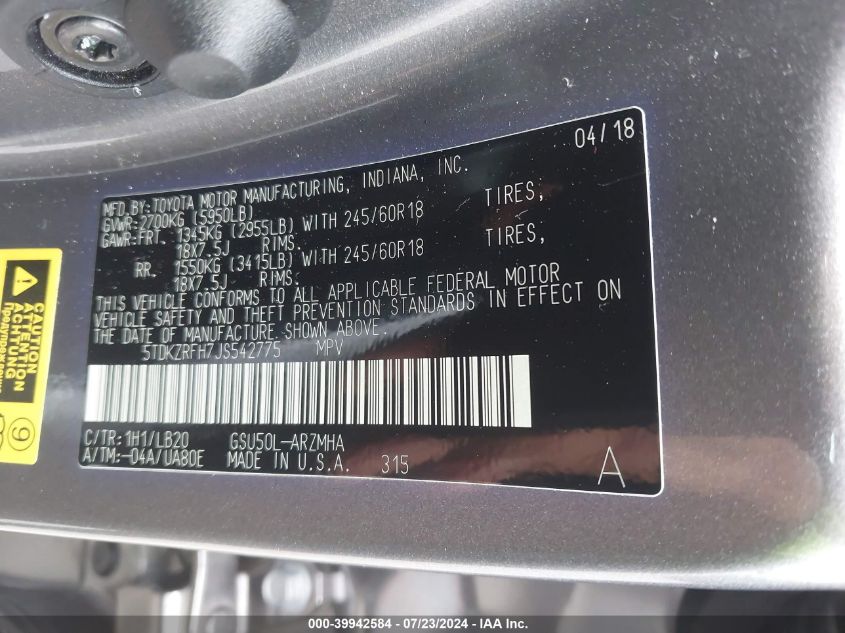 04/18
MFD.BY:TOYOTA MOTOR MANUFACTURING, INDIANA, INC.
GVWR:2700KG (5950LB)
GAWR:FRT. 1345KG (2955LB) WITH 245/60R18 TIRES,
18X7.5J RIMS.
RR. 1550KG (3415LB) WITH 245/60R18 TIRES,
18X7.5J RIMS:
THIS VEHICLE CONFORMS TO ALL APPLICABLE FEDERAL MOTOR
VEHICLE SAFETY AND THEFT PREVENTION STANDARDS IN EFFECT ON
THE DATE OF MANUFACTURE SHOWN ABOVE.
5TDKZRFH7JS542775 MPV
C/TR:1H1/LB20 GSU50L-ARZMHA
A/TM:-04A/UA80E MADE IN U.S.A. 315
A
CAUTION
ATTENTION
ACHTUNG
9
000-39942584 / 07/23/2024 - IAA Inc.